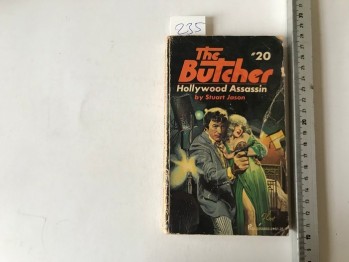 235
The
#20
Butcher
Hollywood Assassin
by Stuart Jason